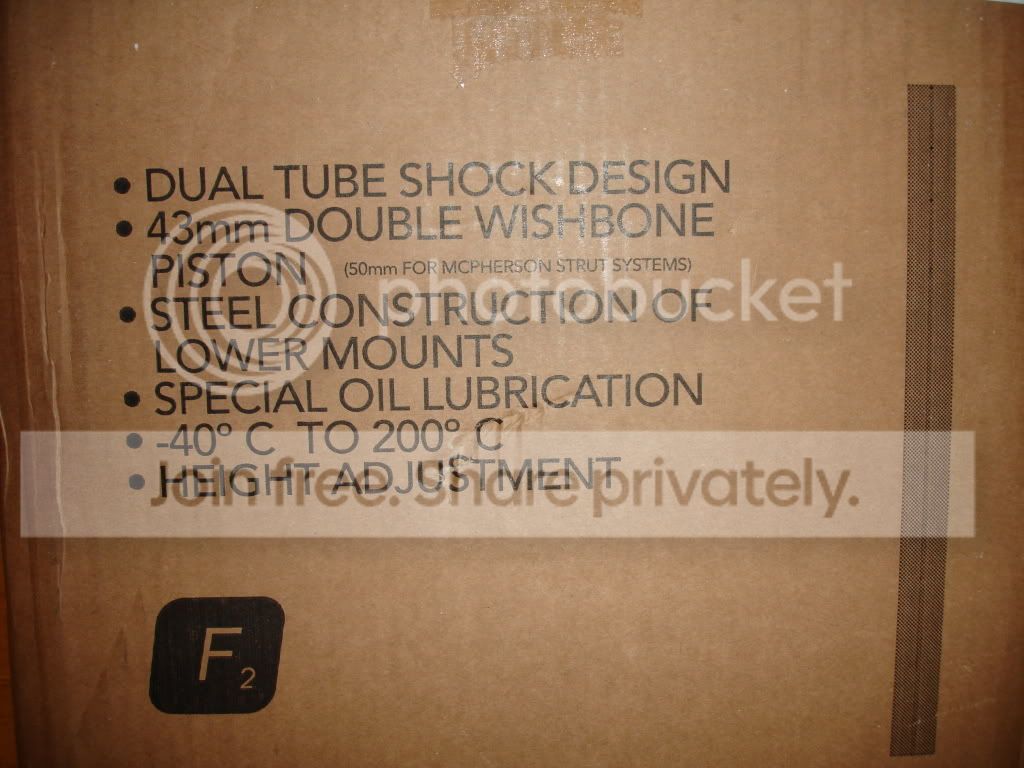 • DUAL TUBE SHOCK DESIGN
• 43mm DOUBLE WISHBONE
PISTON (50mm FOR MCPHERSON STRUT SYSTEMS)
photobucket
• STEEL CONSTRUCTION OF
LOWER MOUNTS
• SPECIAL OIL LUBRICATION
• -40° C TO 200° C
• HEIGHT ADJUSTMENT
Join free. Share privately.
F2